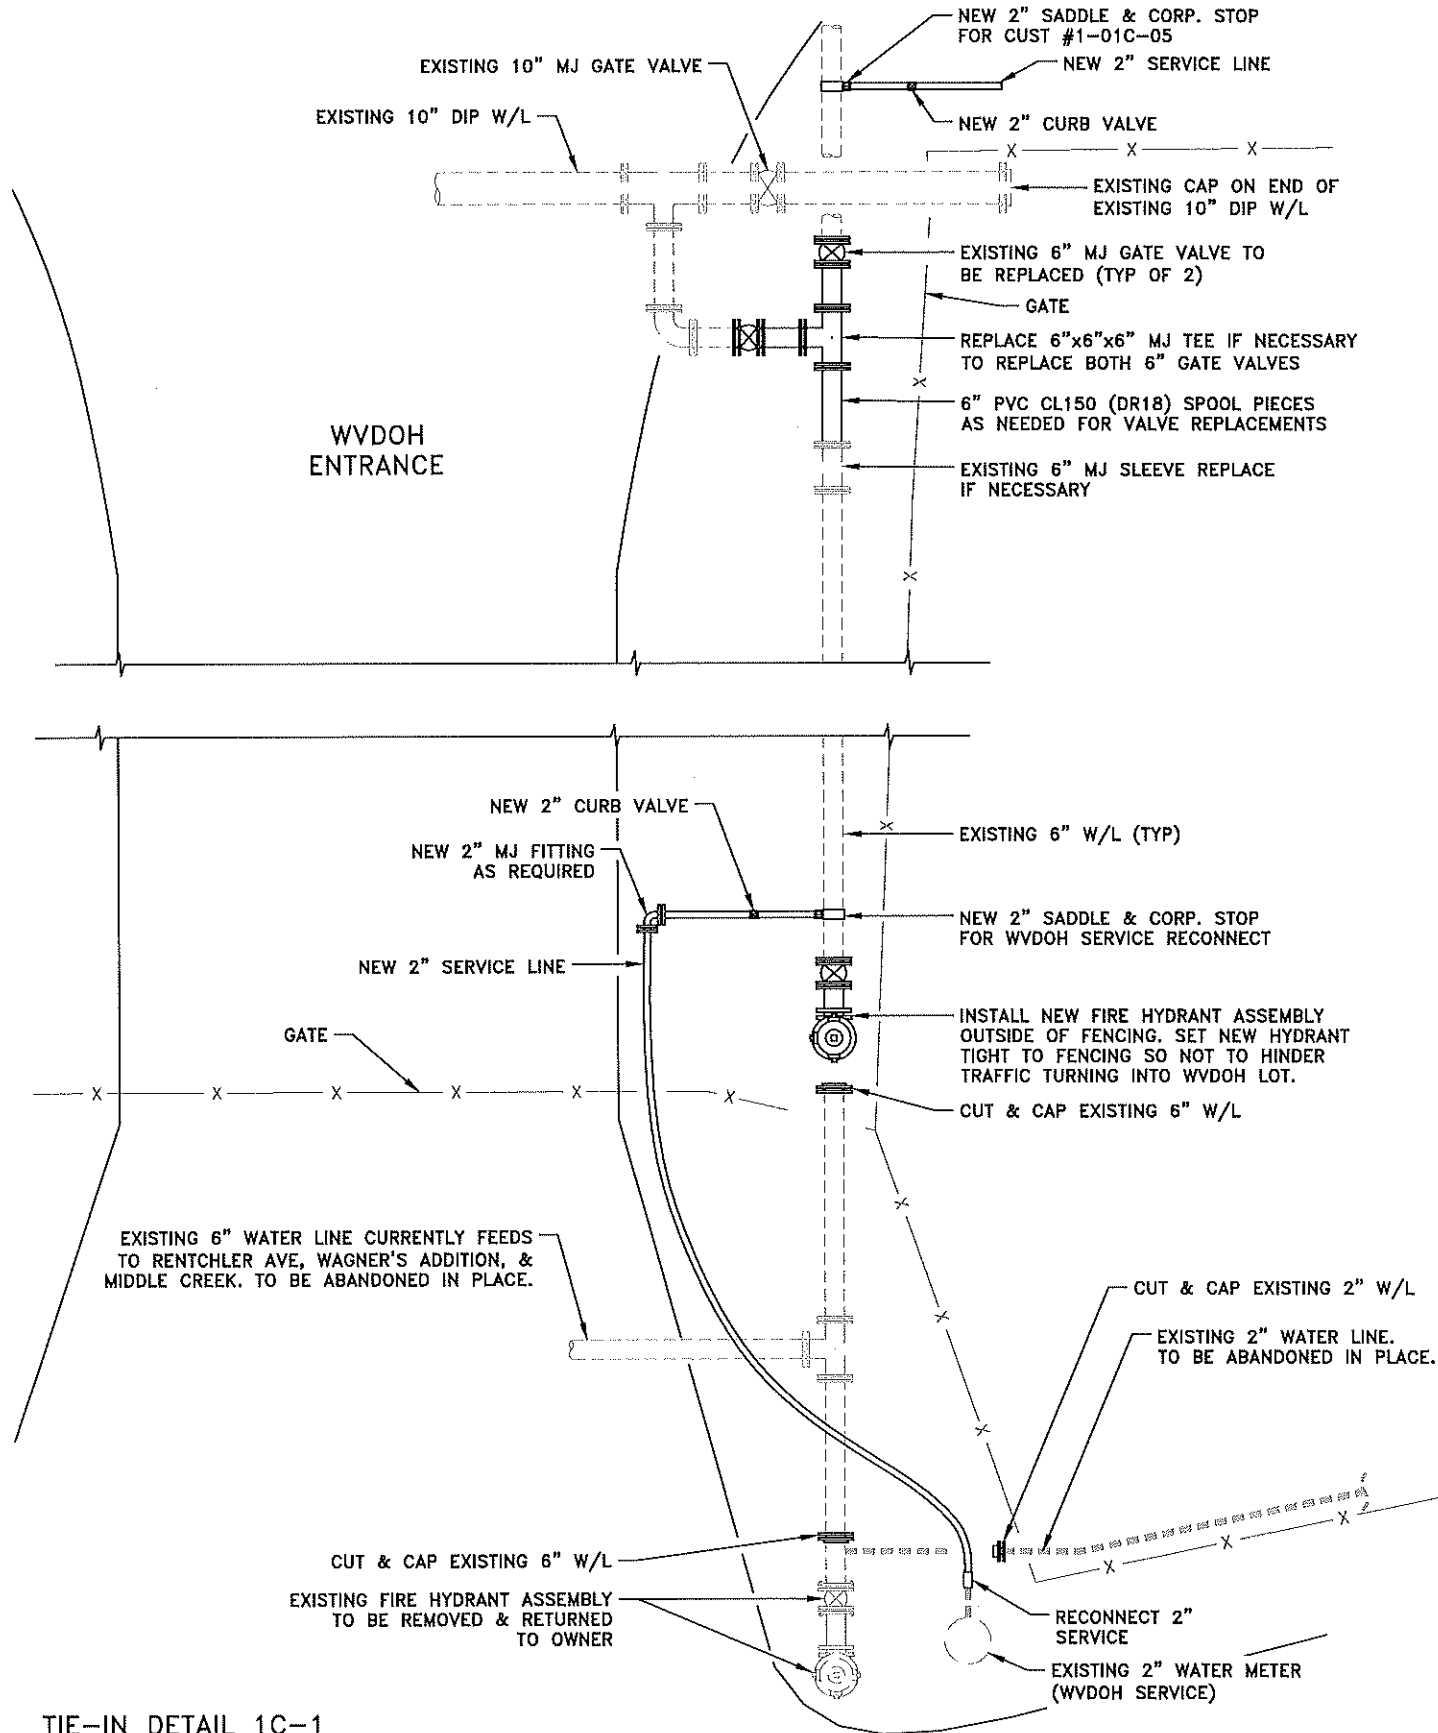 NEW 2" SADDLE & CORP. STOP
FOR CUST #1-01C-05
EXISTING 10" MJ GATE VALVE
NEW 2" SERVICE LINE
EXISTING 10" DIP W/L
NEW 2" CURB VALVE
EXISTING CAP ON END OF
EXISTING 10" DIP W/L
EXISTING 6" MJ GATE VALVE TO
BE REPLACED (TYP OF 2)
GATE
REPLACE 6"x6"x6" MJ TEE IF NECESSARY
TO REPLACE BOTH 6" GATE VALVES
6" PVC CL150 (DR18) SPOOL PIECES
AS NEEDED FOR VALVE REPLACEMENTS
WVDOH
ENTRANCE
EXISTING 6" MJ SLEEVE REPLACE
IF NECESSARY
NEW 2" CURB VALVE
EXISTING 6" W/L (TYP)
NEW 2" MJ FITTING
AS REQUIRED
NEW 2" SADDLE & CORP. STOP
FOR WVDOH SERVICE RECONNECT
NEW 2" SERVICE LINE
INSTALL NEW FIRE HYDRANT ASSEMBLY
OUTSIDE OF FENCING. SET NEW HYDRANT
TIGHT TO FENCING SO NOT TO HINDER
TRAFFIC TURNING INTO WVDOH LOT.
GATE
CUT & CAP EXISTING 6" W/L
EXISTING 6" WATER LINE CURRENTLY FEEDS
TO RENTCHLER AVE, WAGNER'S ADDITION, &
MIDDLE CREEK. TO BE ABANDONED IN PLACE.
CUT & CAP EXISTING 2" W/L
EXISTING 2" WATER LINE.
TO BE ABANDONED IN PLACE.
CUT & CAP EXISTING 6" W/L
EXISTING FIRE HYDRANT ASSEMBLY
TO BE REMOVED & RETURNED
TO OWNER
RECONNECT 2"
SERVICE
EXISTING 2" WATER METER
(WVDOH SERVICE)
TIE-IN DETAIL 1C-1